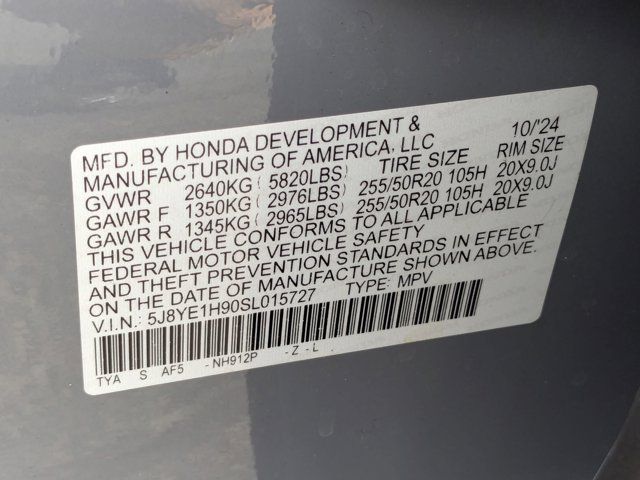 MFD. BY HONDA DEVELOPMENT & 10/'24
MANUFACTURING OF AMERICA, LLC
GVWR 2640KG ( 5820LBS) TIRE SIZE RIM SIZE
GAWR F 1350KG ( 2976LBS) 255/50R20 105H 20X9.0J
GAWR R 1345KG ( 2965LBS) 255/50R20 105H 20X9.0J
THIS VEHICLE CONFORMS TO ALL APPLICABLE
FEDERAL MOTOR VEHICLE SAFETY
AND THEFT PREVENTION STANDARDS IN EFFECT
ON THE DATE OF MANUFACTURE SHOWN ABOVE.
V.I.N.: 5J8YE1H90SL015727 TYPE: MPV
TYA S AF5 -NH912P -Z-L